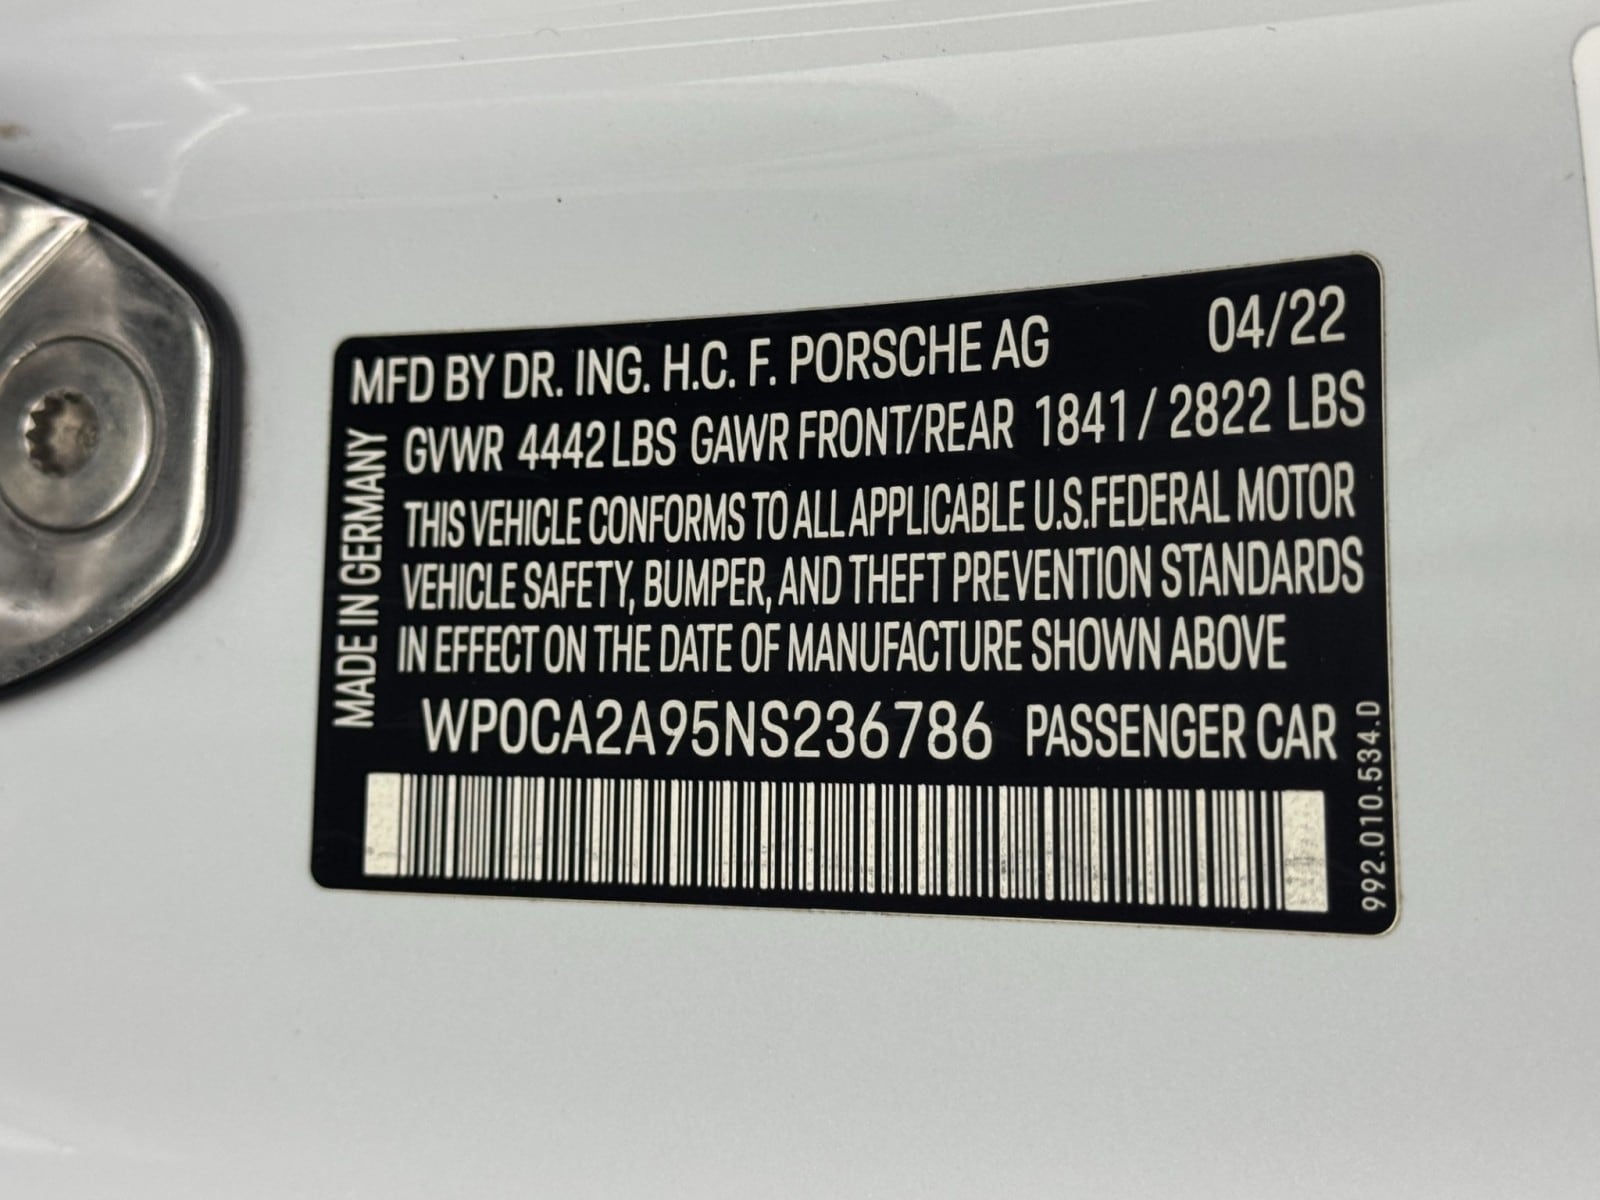 MFD BY DR. ING. H.C. F. PORSCHE AG 04/22
GVWR 4442 LBS GAWR FRONT/REAR 1841 / 2822 LBS
THIS VEHICLE CONFORMS TO ALL APPLICABLE U.S.FEDERAL MOTOR
VEHICLE SAFETY, BUMPER, AND THEFT PREVENTION STANDARDS
IN EFFECT ON THE DATE OF MANUFACTURE SHOWN ABOVE
WP0CA2A95NS236786 PASSENGER CAR
MADE IN GERMANY
992.010.534.D